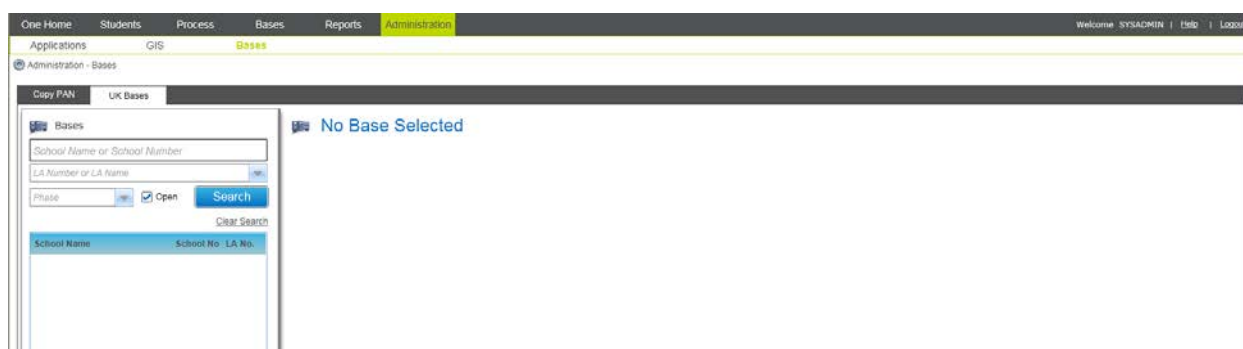 One Home Students Process Bases Reports Administration Welcome SYSADMIN | Help | Logout
Applications GIS Bases
Administration - Bases
Copy PAN UK Bases
Bases
No Base Selected
School Name or School Number
LA Number or LA Name
Phase Open Search
Clear Search
School Name School No LA No.